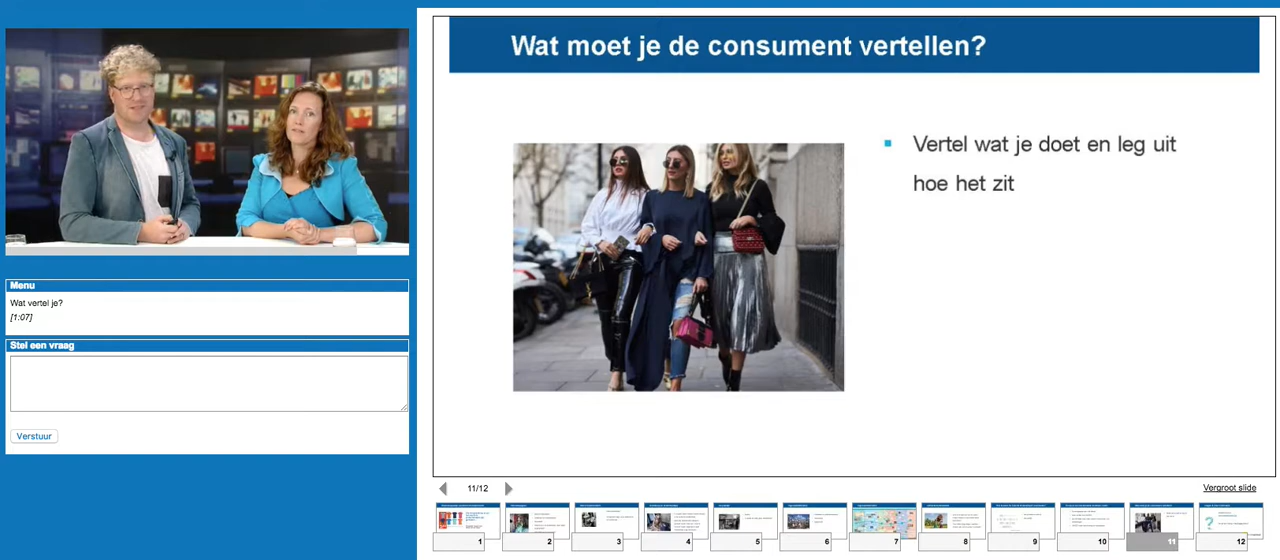 Wat moet je de consument vertellen?
Vertel wat je doet en leg uit
hoe het zit
Menu
Wat vertel je?
[1:07]
Stel een vraag
Verstuur
11/12
Vergroot slide
1
2
3
4
5
6
7
8
9
10
11
12